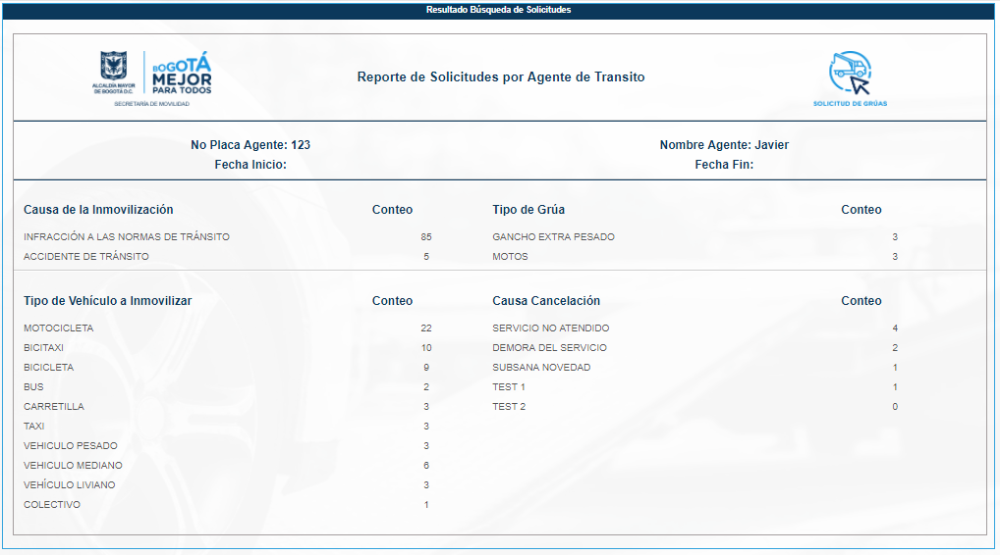 Resultado Búsqueda de Solicitudes
ALCALDÍA MAYOR
DE BOGOTÁ D.C.
SECRETARÍA DE MOVILIDAD
BOGOTÁ
MEJOR
PARA TODOS
Reporte de Solicitudes por Agente de Transito
SOLICITUD DE GRÚAS
No Placa Agente: 123 Nombre Agente: Javier
Fecha Inicio: Fecha Fin:
Causa de la Inmovilización Conteo Tipo de Grúa Conteo
INFRACCIÓN A LAS NORMAS DE TRÁNSITO 85 GANCHO EXTRA PESADO 3
ACCIDENTE DE TRÁNSITO 5 MOTOS 3
Tipo de Vehículo a Inmovilizar Conteo Causa Cancelación Conteo
MOTOCICLETA 22 SERVICIO NO ATENDIDO 4
BICITAXI 10 DEMORA DEL SERVICIO 2
BICICLETA 9 SUBSANA NOVEDAD 1
BUS 2 TEST 1 1
CARRETILLA 3 TEST 2 0
TAXI 3
VEHICULO PESADO 3
VEHICULO MEDIANO 6
VEHÍCULO LIVIANO 3
COLECTIVO 1